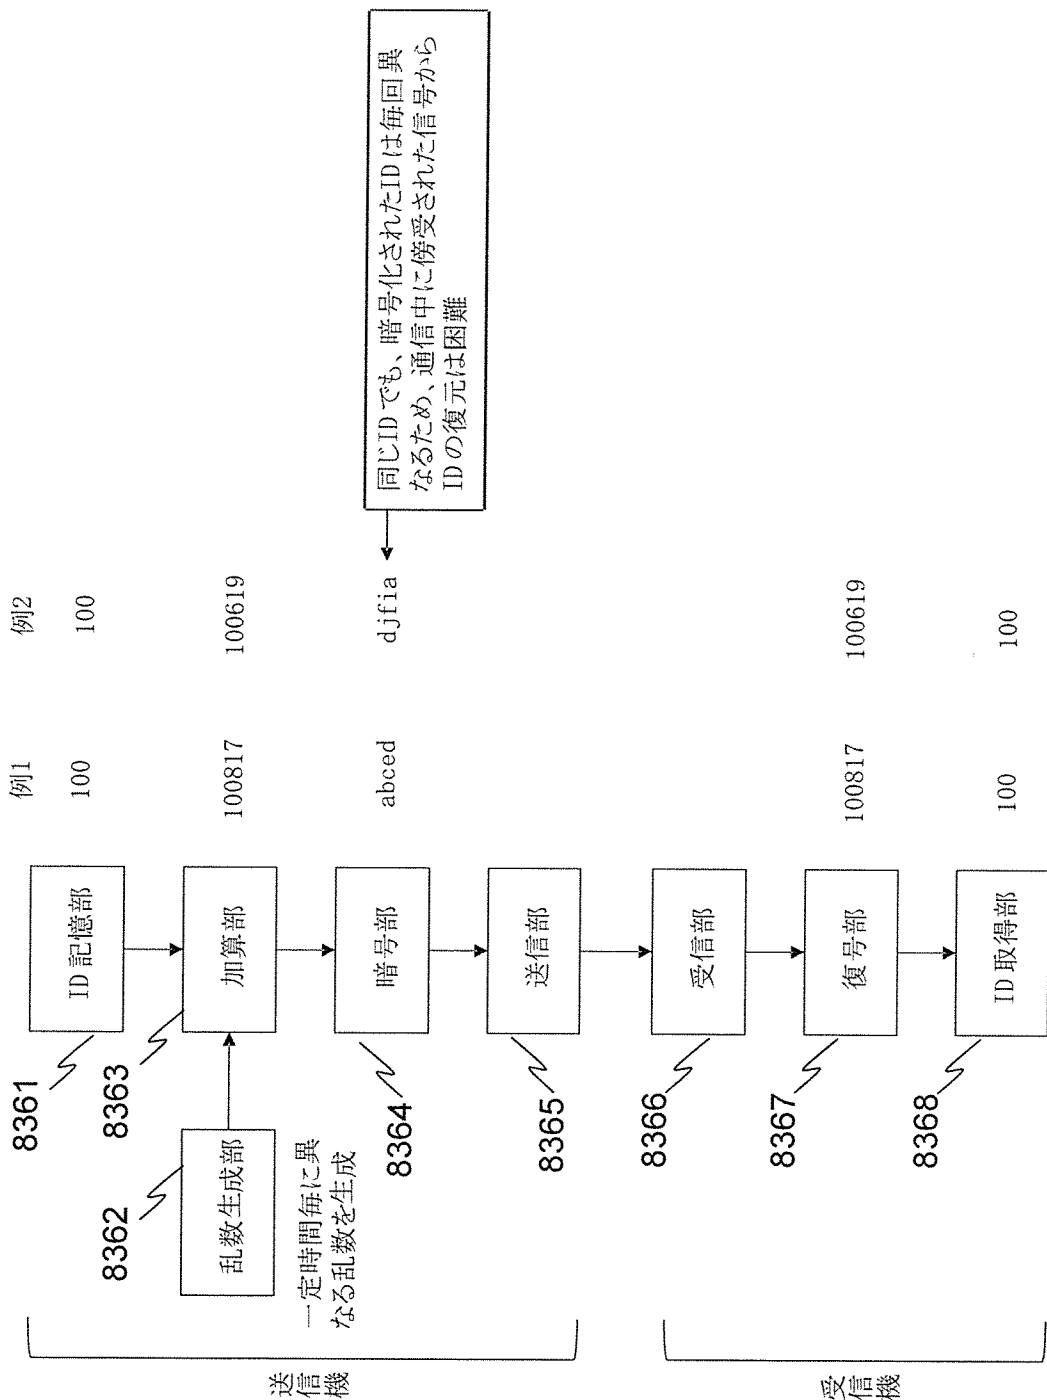 例1
例2
8361
ID記憶部
100
100
8362
乱数生成部
一定時間毎に異
なる乱数を生成
8363
加算部
100817
100619
8364
暗号部
abced
djfia
同じIDでも、暗号化されたIDは毎回異
なるため、通信中に傍受された信号から
IDの復元は困難
8365
送信部
送信機
8366
受信部
8367
復号部
100817
100619
8368
ID取得部
100
100
受信機